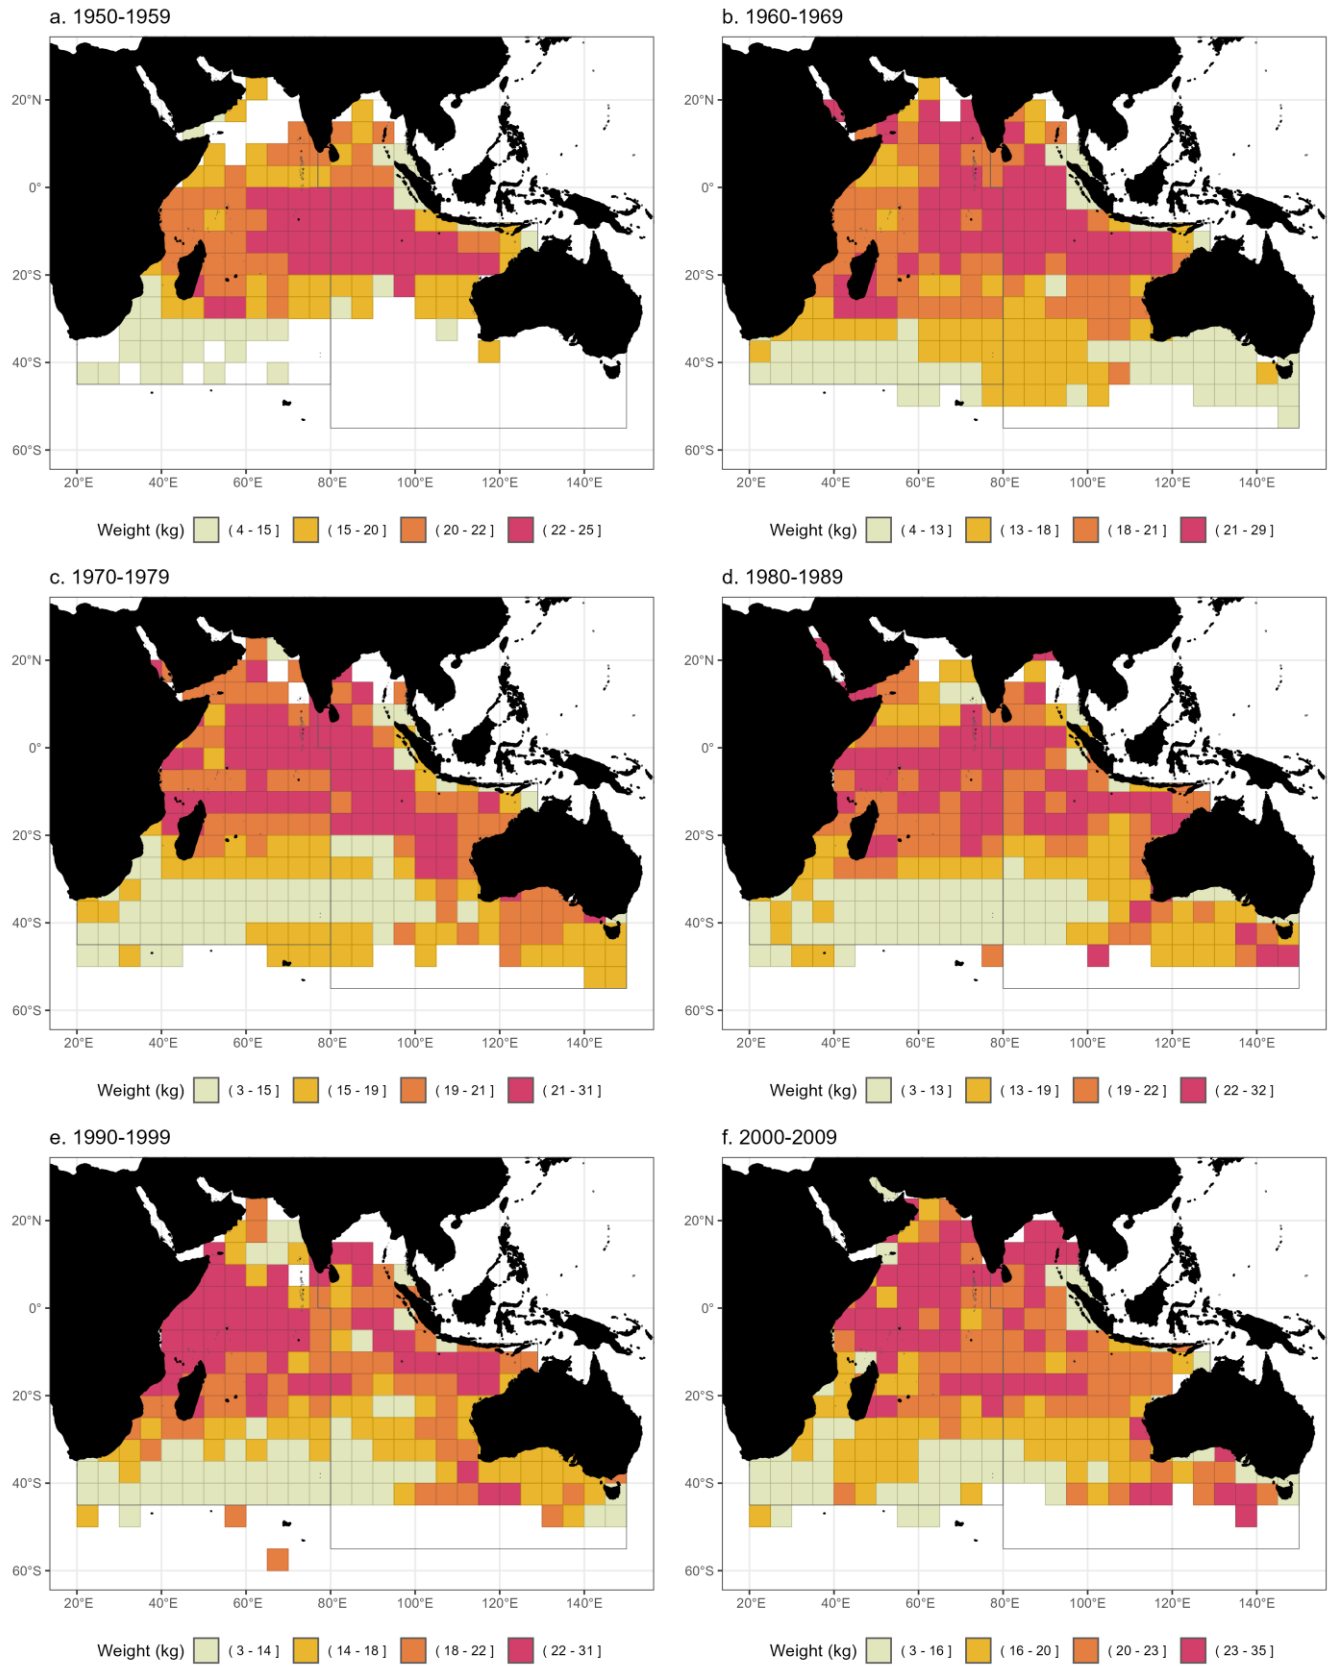 a. 1950-1959
b. 1960-1969
20°N
0°
20°S
40°S
60°S
20°E 40°E 60°E 80°E 100°E 120°E 140°E
20°N
0°
20°S
40°S
60°S
20°E 40°E 60°E 80°E 100°E 120°E 140°E
Weight (kg) ( 4 - 15 ] ( 15 - 20 ] ( 20 - 22 ] ( 22 - 25 ]
Weight (kg) ( 4 - 13 ] ( 13 - 18 ] ( 18 - 21 ] ( 21 - 29 ]
c. 1970-1979
d. 1980-1989
20°N
0°
20°S
40°S
60°S
20°E 40°E 60°E 80°E 100°E 120°E 140°E
20°N
0°
20°S
40°S
60°S
20°E 40°E 60°E 80°E 100°E 120°E 140°E
Weight (kg) ( 3 - 15 ] ( 15 - 19 ] ( 19 - 21 ] ( 21 - 31 ]
Weight (kg) ( 3 - 13 ] ( 13 - 19 ] ( 19 - 22 ] ( 22 - 32 ]
e. 1990-1999
f. 2000-2009
20°N
0°
20°S
40°S
60°S
20°E 40°E 60°E 80°E 100°E 120°E 140°E
20°N
0°
20°S
40°S
60°S
20°E 40°E 60°E 80°E 100°E 120°E 140°E
Weight (kg) ( 3 - 14 ] ( 14 - 18 ] ( 18 - 22 ] ( 22 - 31 ]
Weight (kg) ( 3 - 16 ] ( 16 - 20 ] ( 20 - 23 ] ( 23 - 35 ]